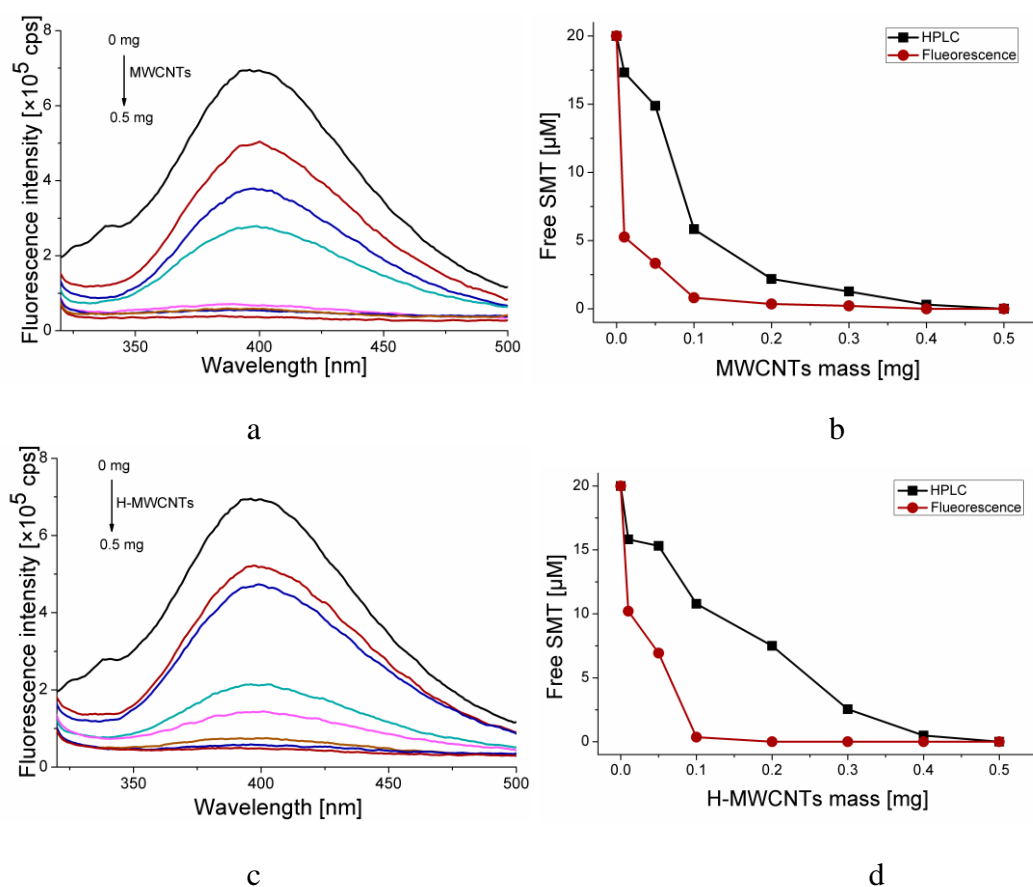 8
6
4
2
0
Fluorescence intensity [×10⁵ cps]
0 mg
MWCNTs
0.5 mg
350
400
450
500
Wavelength [nm]
a
20
15
10
5
0
Free SMT [µM]
HPLC
Flueorescence
0.0
0.1
0.2
0.3
0.4
0.5
MWCNTs mass [mg]
b
8
6
4
2
0
Fluorescence intensity [×10⁵ cps]
0 mg
H-MWCNTs
0.5 mg
350
400
450
500
Wavelength [nm]
c
20
15
10
5
0
Free SMT [µM]
HPLC
Flueorescence
0.0
0.1
0.2
0.3
0.4
0.5
H-MWCNTs mass [mg]
d